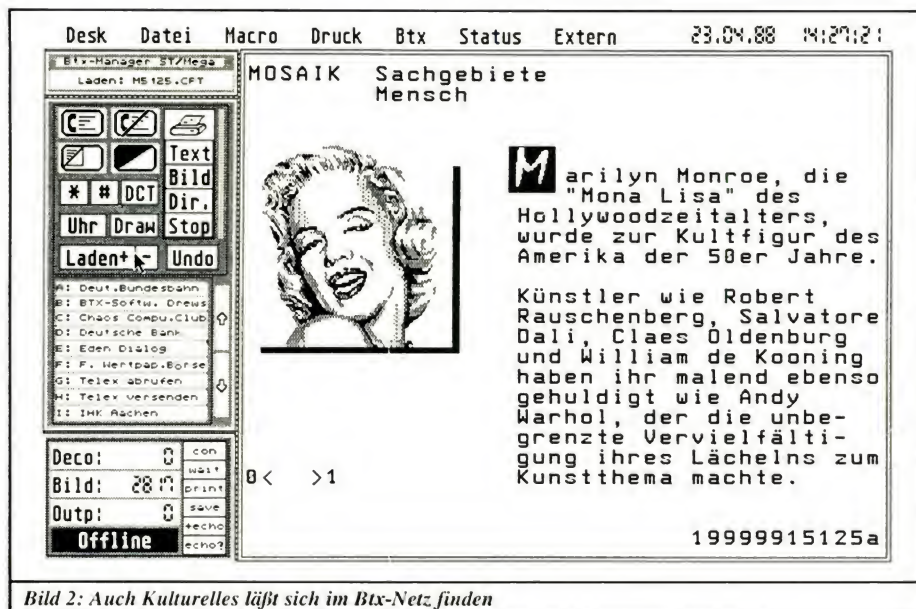 Desk Datei Macro Druck Btx Status Extern 23.04.88 14:27:21
Btx-Manager ST/Mega
Laden: M5125.CPT
Text
Bild
* # DCT Dir.
Uhr Draw Stop
Laden+ - Undo
A: Deut.Bundesbahn
B: BTX-Softw. Drews
C: Chaos Compu.Club
D: Deutsche Bank
E: Eden Dialog
F: F. Wertpap.Borse
G: Telex abrufen
H: Telex versenden
I: IHK Aachen
Deco: 0 con
wait
Bild: 2817 print
Outp: 0 save
+echo
Offline echo?
MOSAIK Sachgebiete
Mensch
Marilyn Monroe, die
"Mona Lisa" des
Hollywoodzeitalters,
wurde zur Kultfigur des
Amerika der 50er Jahre.
Künstler wie Robert
Rauschenberg, Salvatore
Dali, Claes Oldenburg
und William de Kooning
haben ihr malend ebenso
gehuldigt wie Andy
Warhol, der die unbe-
grenzte Vervielfälti-
gung ihres Lächelns zum
Kunstthema machte.
0< >1
19999915125a
Bild 2: Auch Kulturelles läßt sich im Btx-Netz finden